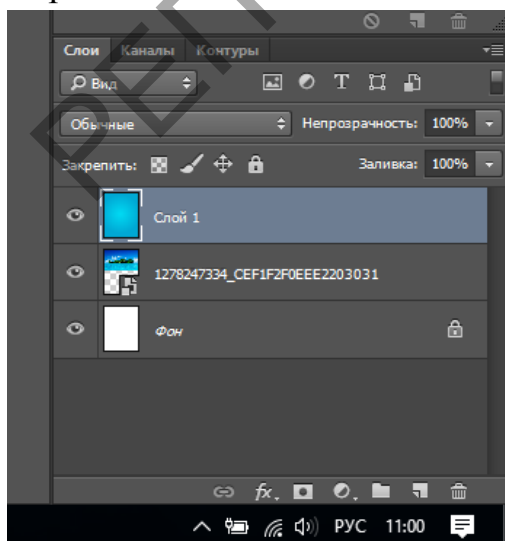 Слои Каналы Контуры
Вид T
Обычные Непрозрачность: 100%
Закрепить: Заливка: 100%
Слой 1
1278247334_CEF1F2F0EEE2203031
Фон
fx.
РУС 11:00